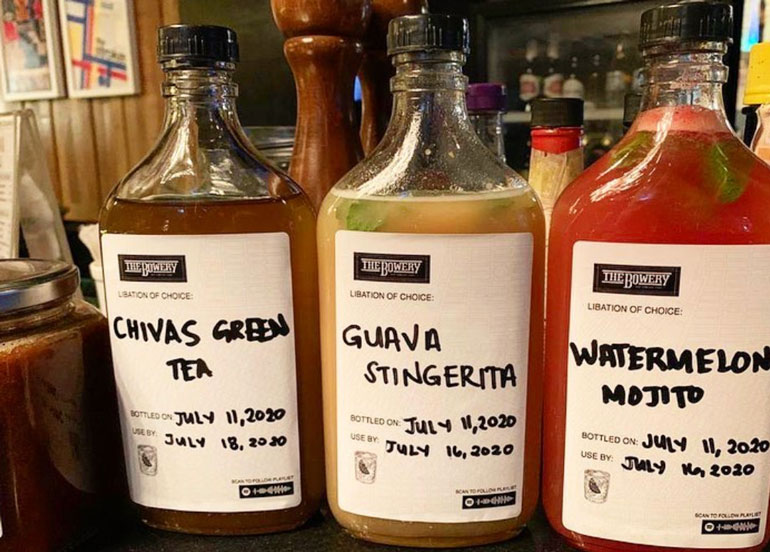 THE BOWERY
LIBATION OF CHOICE:
CHIVAS GREEN
TEA
BOTTLED ON: JULY 11, 2020
USE BY: JULY 18, 2020
SCAN TO FOLLOW PLAYLIST
THE BOWERY
LIBATION OF CHOICE:
GUAVA
STINGERITA
BOTTLED ON: JULY 11, 2020
USE BY: JULY 16, 2020
SCAN TO FOLLOW PLAYLIST
THE BOWERY
LIBATION OF CHOICE:
WATERMELON
MOJITO
BOTTLED ON: JULY 11, 2020
USE BY: JULY 16, 2020
SCAN TO FOLLOW PLAYLIST